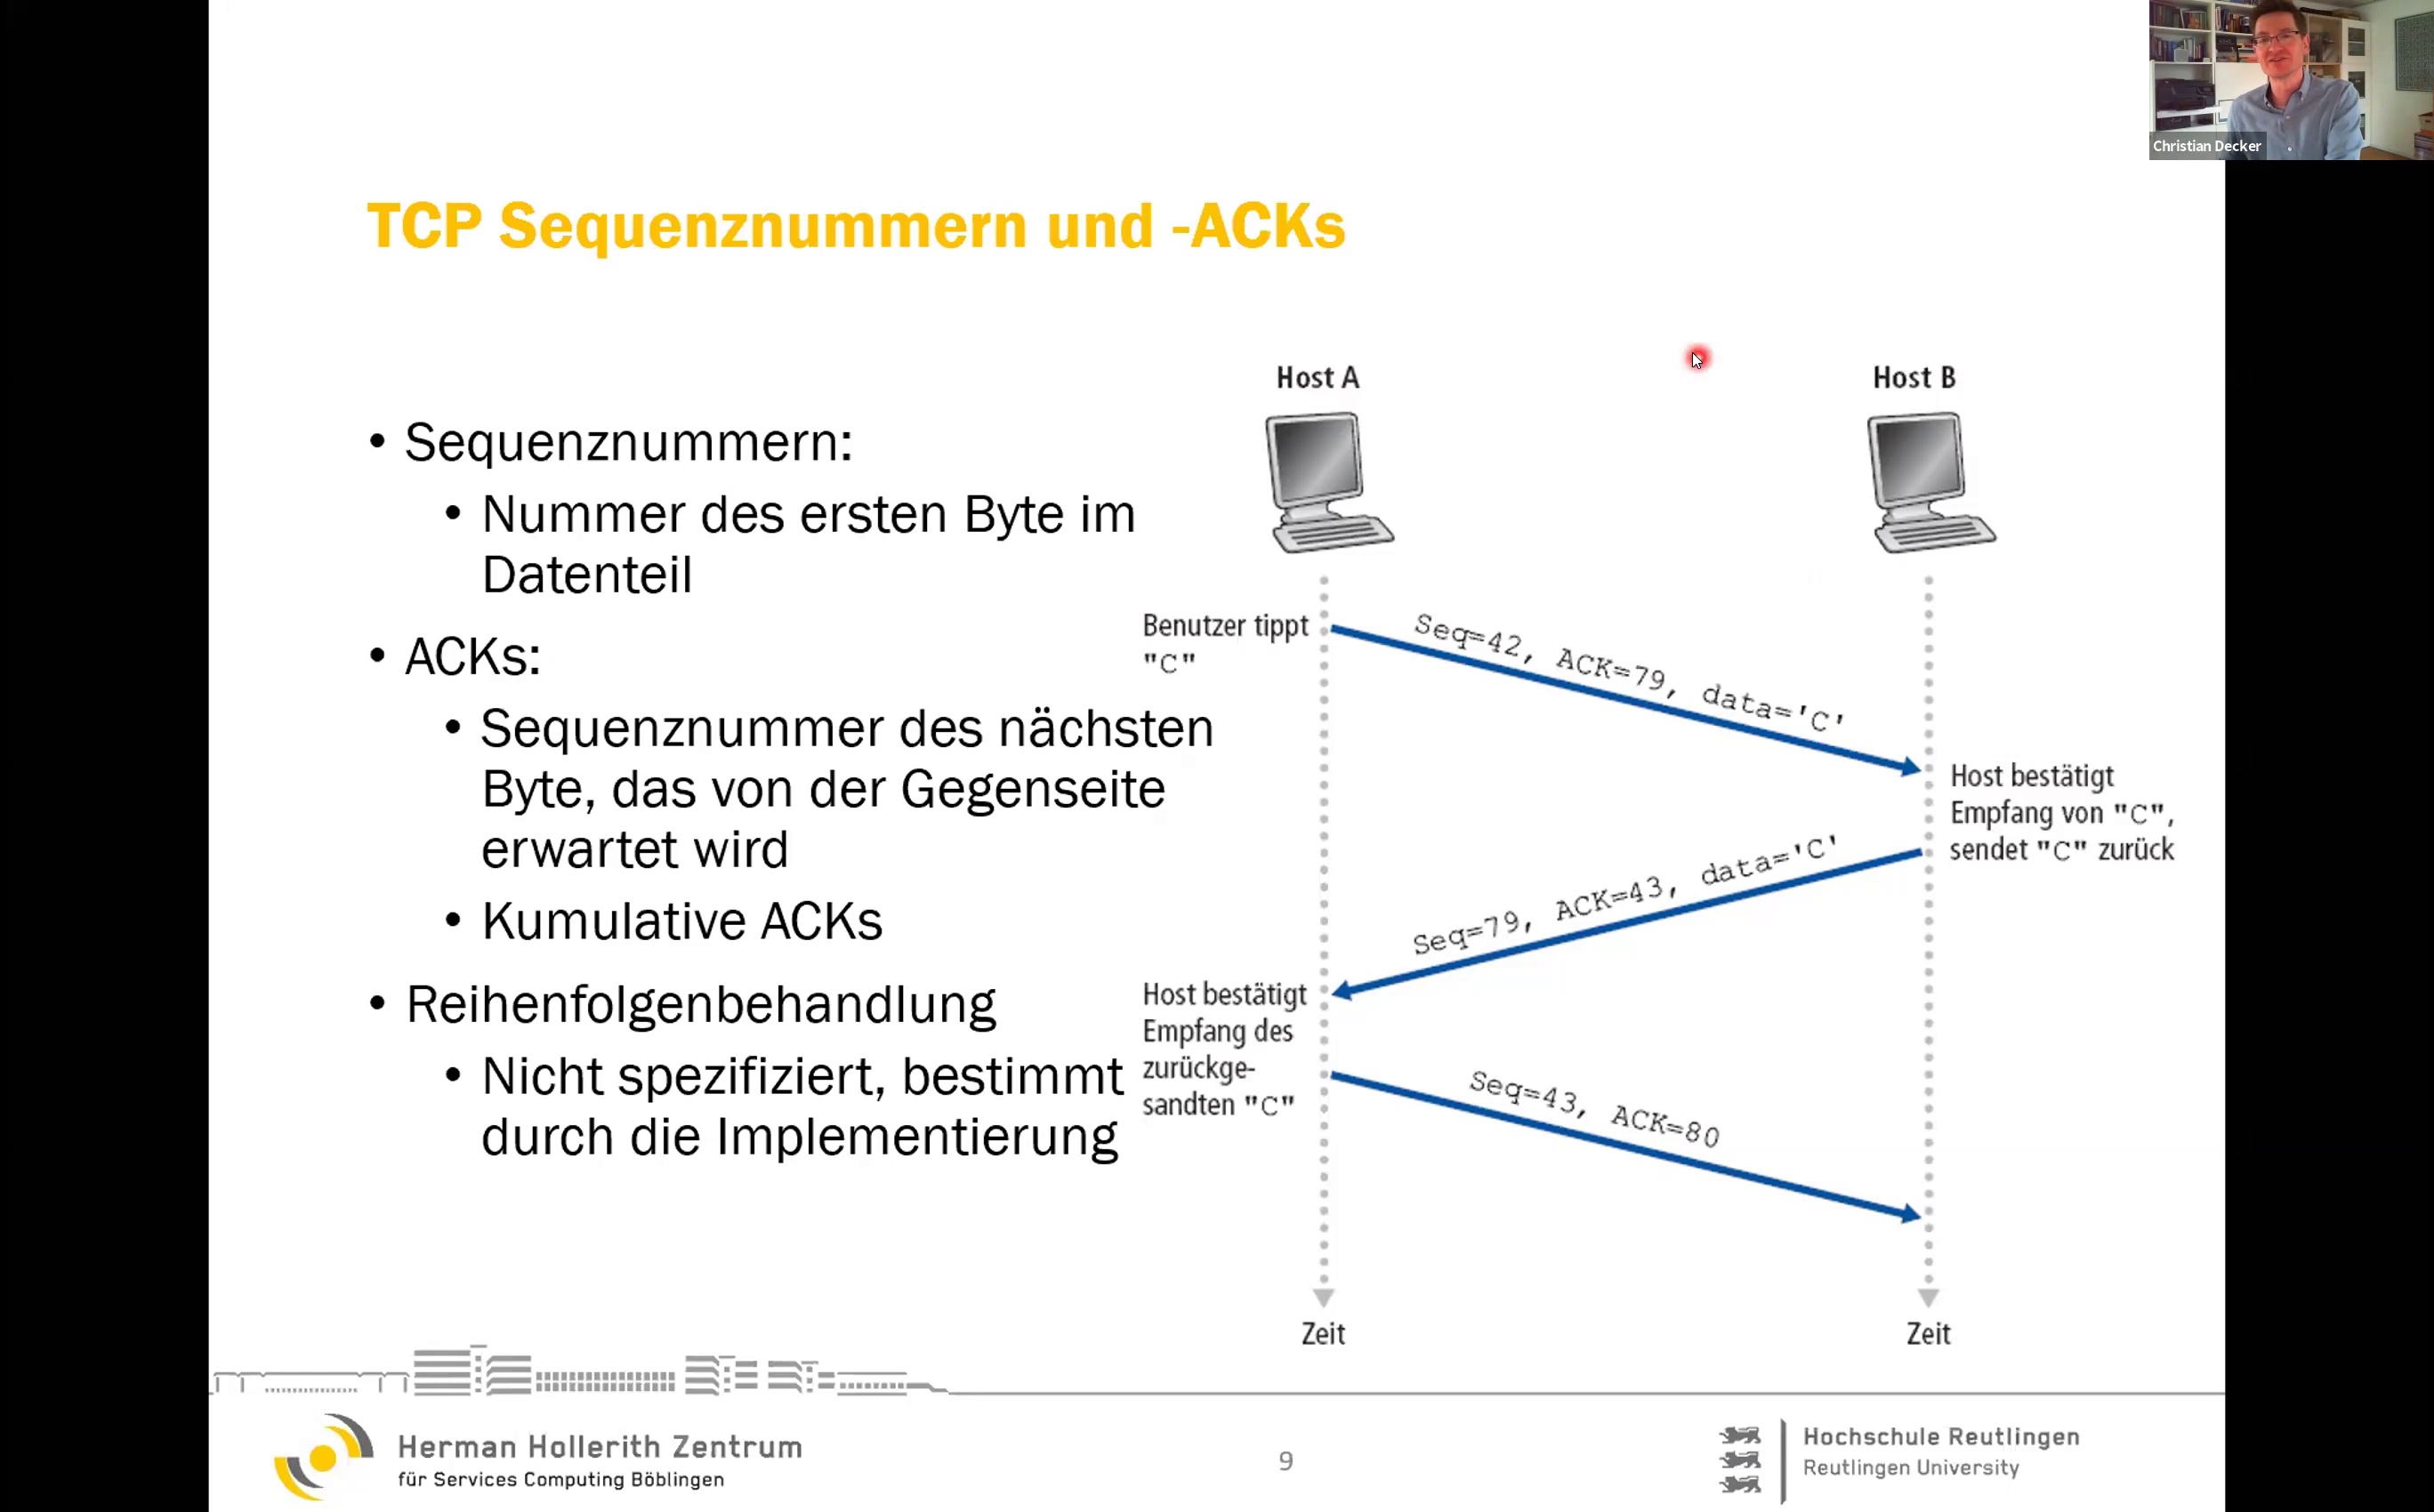 Christian Decker
TCP Sequenznummern und -ACKs
• Sequenznummern:
• Nummer des ersten Byte im
Datenteil
• ACKs:
• Sequenznummer des nächsten
Byte, das von der Gegenseite
erwartet wird
• Kumulative ACKs
• Reihenfolgenbehandlung
• Nicht spezifiziert, bestimmt
durch die Implementierung
Host A
Host B
Benutzer tippt
"C"
Seq=42, ACK=79, data='C'
Host bestätigt
Empfang von "C",
sendet "C" zurück
Seq=79, ACK=43, data='C'
Host bestätigt
Empfang des
zurückge-
sandten "C"
Seq=43, ACK=80
Zeit
Zeit
Herman Hollerith Zentrum
für Services Computing Böblingen
9
Hochschule Reutlingen
Reutlingen University